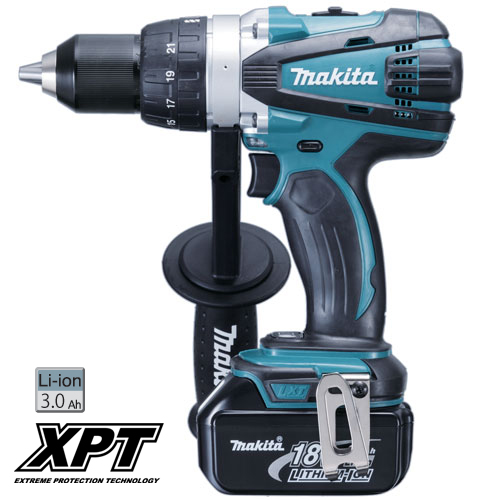 21
19
17
15
Makita
Makita
XPT
Makita
18
LITHIUM-ION
Li-ion
3.0 Ah
XPT
EXTREME PROTECTION TECHNOLOGY